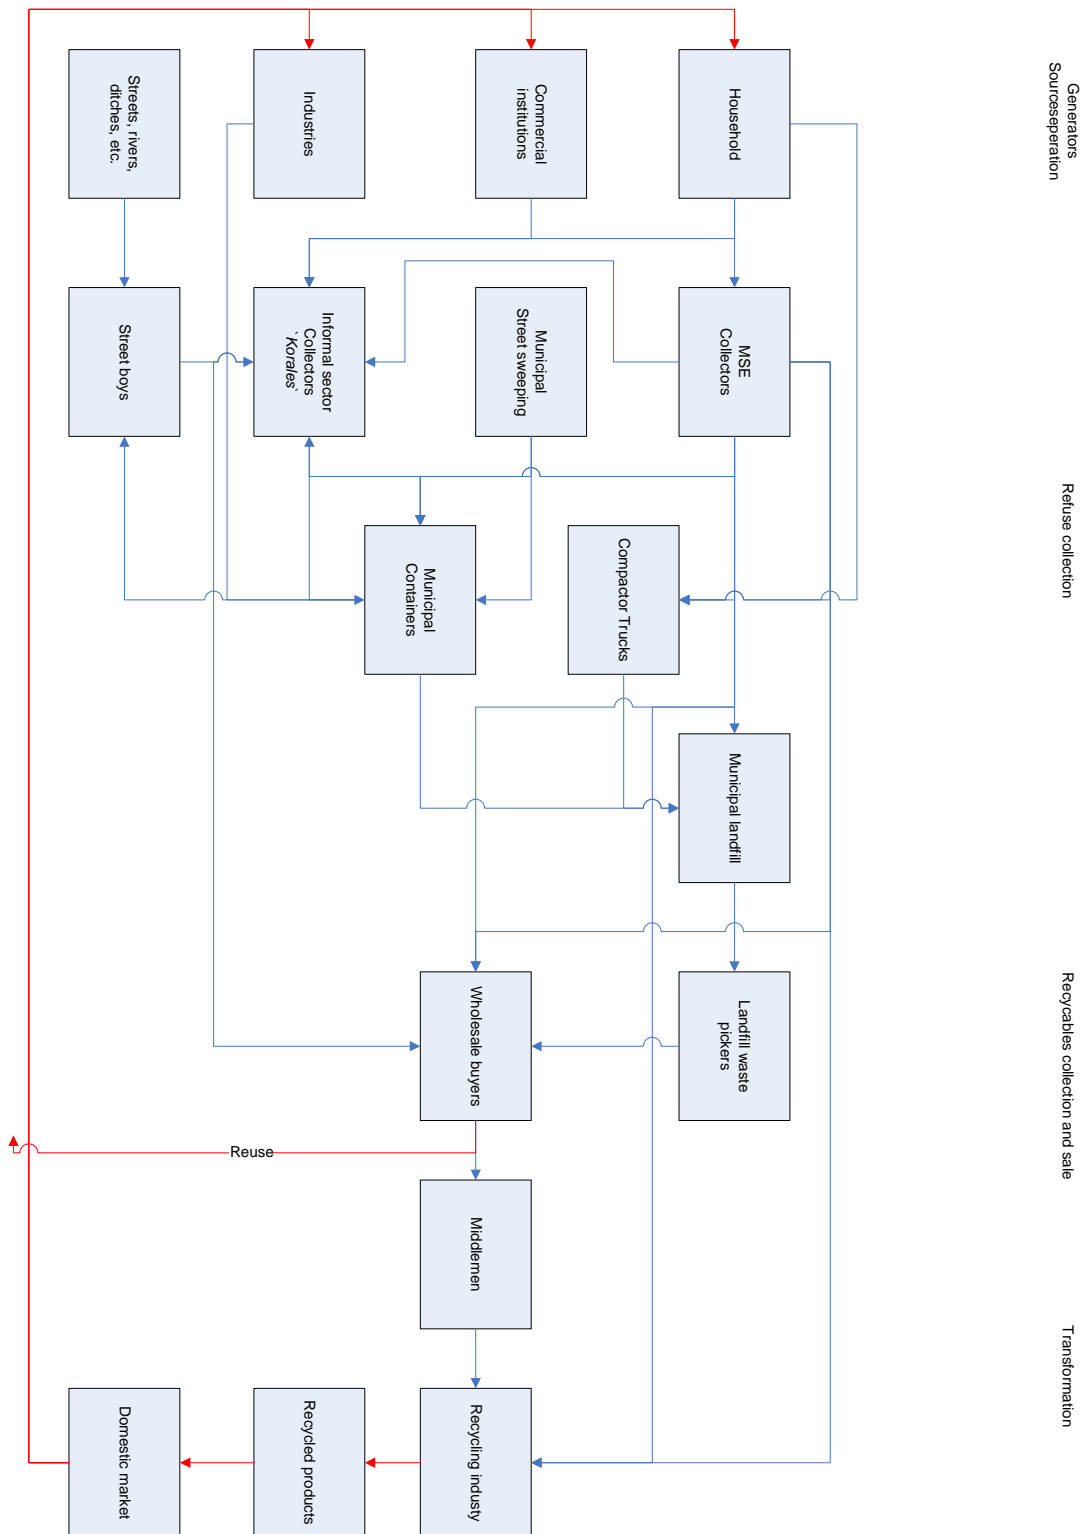 Generators
Sourceseperation
Refuse collection
Recycables collection and sale
Transformation
Household
MSE
Collectors
Compactor Trucks
Municipal landfill
Landfill waste
pickers
Commercial
institutions
Municipal
Street sweeping
Municipal
Containers
Wholesale buyers
Middlemen
Recycling industy
Industries
Informal sector
Collectors
`Korales`
Reuse
Recycled products
Streets, rivers,
ditches, etc.
Street boys
Domestic market